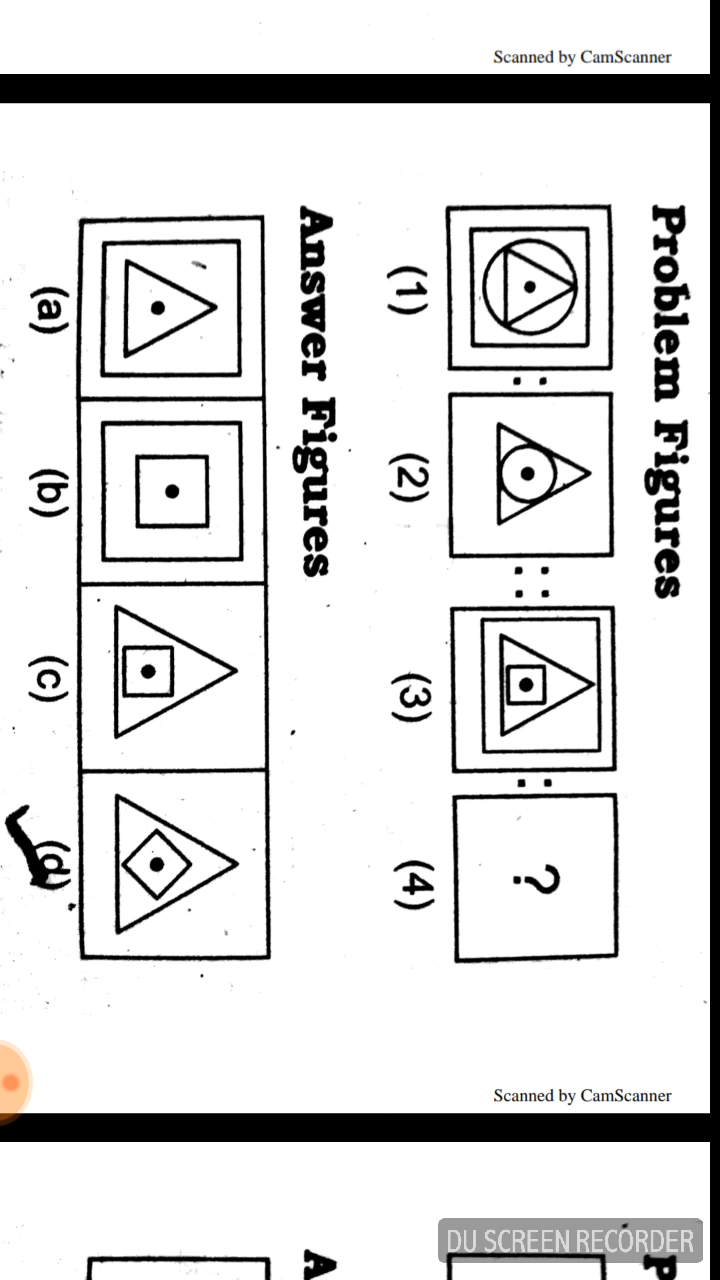 Scanned by CamScanner
Problem Figures
(1)
(2)
(3)
(4)
?
Answer Figures
(a)
(b)
(c)
(d)
Scanned by CamScanner
P
A
DU SCREEN RECORDER